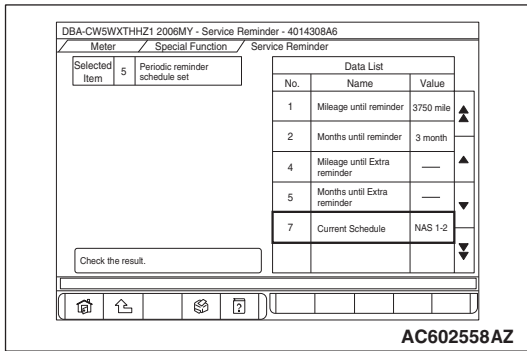 DBA-CW5WXTHHZ1 2006MY - Service Reminder - 4014308A6
Meter Special Function Service Reminder
Selected Item 5 Periodic reminder schedule set
Data List
No. Name Value
1 Mileage until reminder 3750 mile
2 Months until reminder 3 month
4 Mileage until Extra reminder —
5 Months until Extra reminder —
7 Current Schedule NAS 1-2
Check the result.
?
AC602558AZ